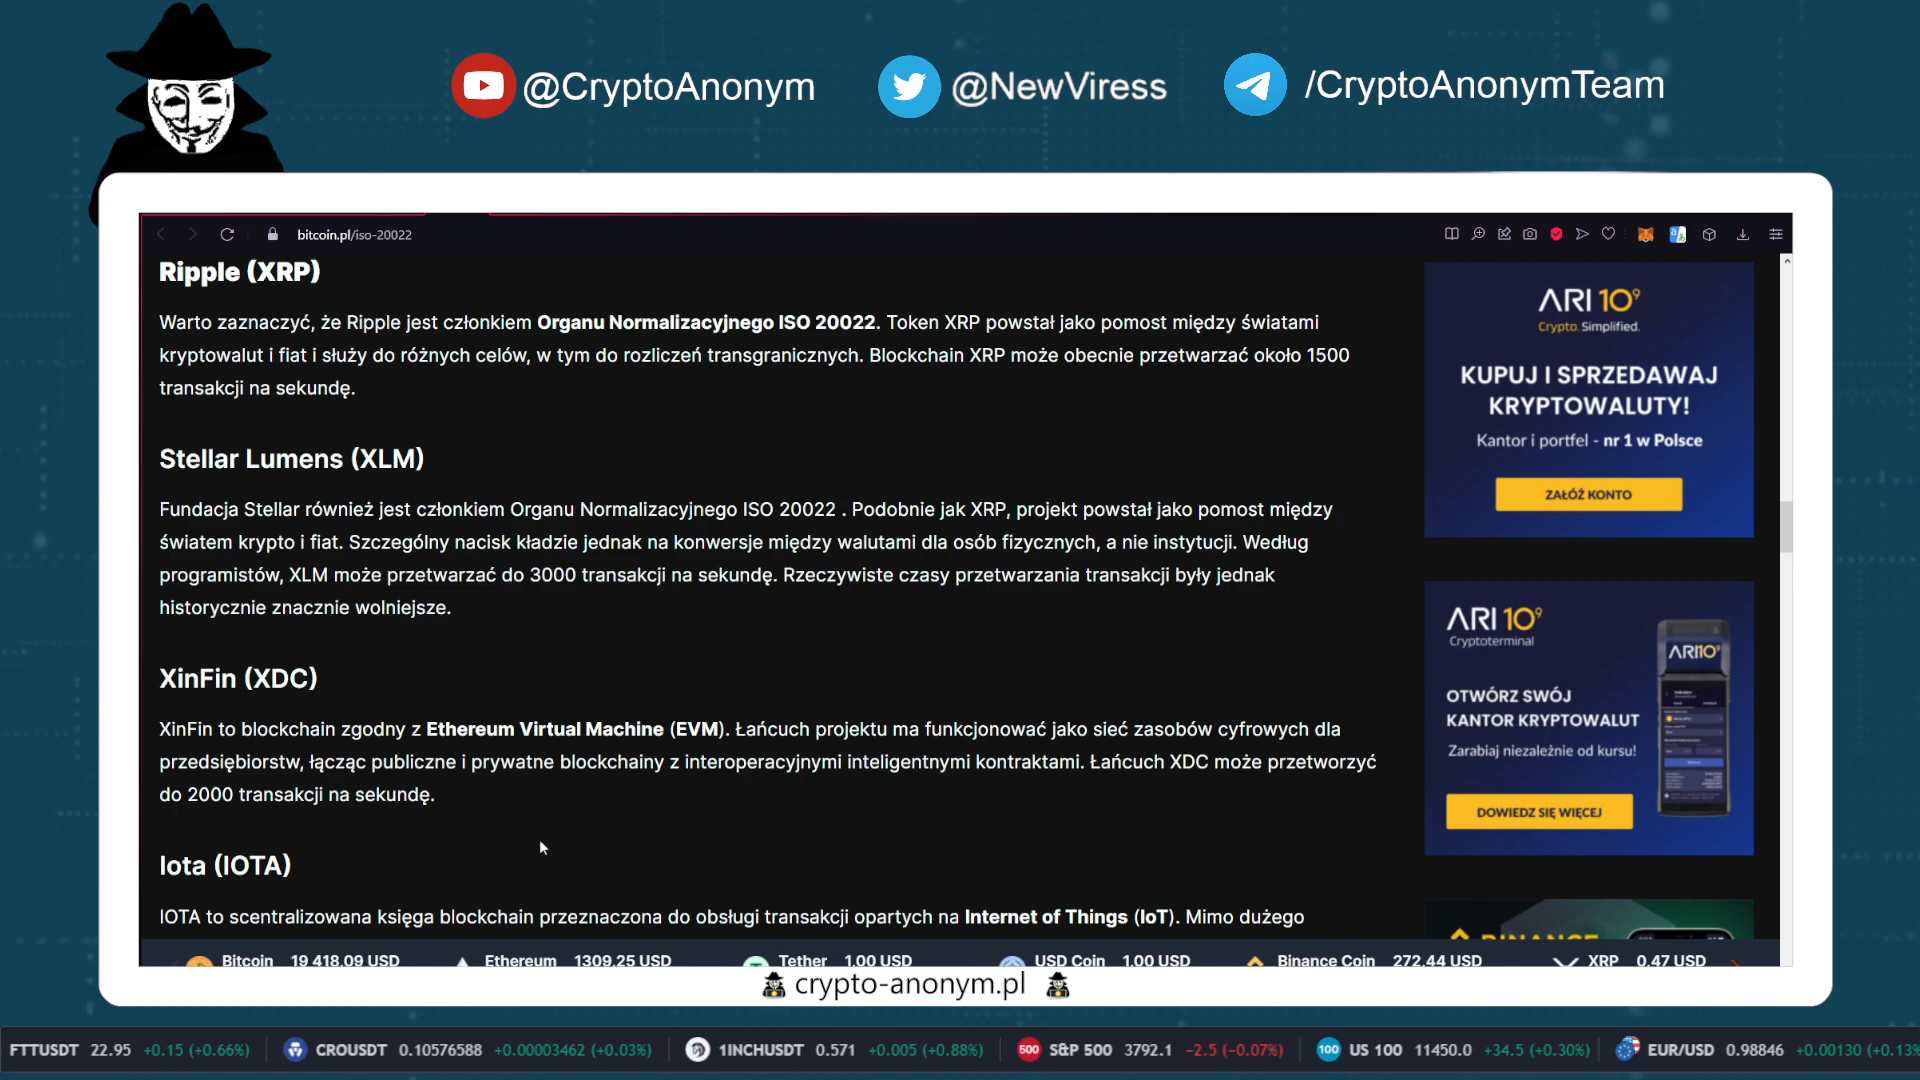 @CryptoAnonym @NewViress /CryptoAnonymTeam
bitcoin.pl/iso-20022
Ripple (XRP)
Warto zaznaczyć, że Ripple jest członkiem Organu Normalizacyjnego ISO 20022. Token XRP powstał jako pomost między światami
kryptowalut i fiat i służy do różnych celów, w tym do rozliczeń transgranicznych. Blockchain XRP może obecnie przetwarzać około 1500
transakcji na sekundę.
Stellar Lumens (XLM)
Fundacja Stellar również jest członkiem Organu Normalizacyjnego ISO 20022 . Podobnie jak XRP, projekt powstał jako pomost między
światem krypto i fiat. Szczególny nacisk kładzie jednak na konwersje między walutami dla osób fizycznych, a nie instytucji. Według
programistów, XLM może przetwarzać do 3000 transakcji na sekundę. Rzeczywiste czasy przetwarzania transakcji były jednak
historycznie znacznie wolniejsze.
XinFin (XDC)
XinFin to blockchain zgodny z Ethereum Virtual Machine (EVM). Łańcuch projektu ma funkcjonować jako sieć zasobów cyfrowych dla
przedsiębiorstw, łącząc publiczne i prywatne blockchainy z interoperacyjnymi inteligentnymi kontraktami. Łańcuch XDC może przetworzyć
do 2000 transakcji na sekundę.
Iota (IOTA)
IOTA to scentralizowana księga blockchain przeznaczona do obsługi transakcji opartych na Internet of Things (IoT). Mimo dużego
ARI 10⁹
Crypto. Simplified.
KUPUJ I SPRZEDAWAJ
KRYPTOWALUTY!
Kantor i portfel - nr 1 w Polsce
ZAŁÓŻ KONTO
ARI 10⁹
Cryptoterminal
ARI10⁹
OTWÓRZ SWÓJ
KANTOR KRYPTOWALUT
Zarabiaj niezależnie od kursu!
DOWIEDZ SIĘ WIĘCEJ
BINANCE
Bitcoin 19 418,09 USD Ethereum 1309,25 USD Tether 1,00 USD USD Coin 1,00 USD Binance Coin 272,44 USD XRP 0,47 USD
crypto-anonym.pl
FTTUSDT 22.95 +0.15 (+0.66%) CROUSDT 0.10576588 +0.00003462 (+0.03%) 1INCHUSDT 0.571 +0.005 (+0.88%) 500 S&P 500 3792.1 −2.5 (−0.07%) 100 US 100 11450.0 +34.5 (+0.30%) EUR/USD 0.98846 +0.00130 (+0.13%